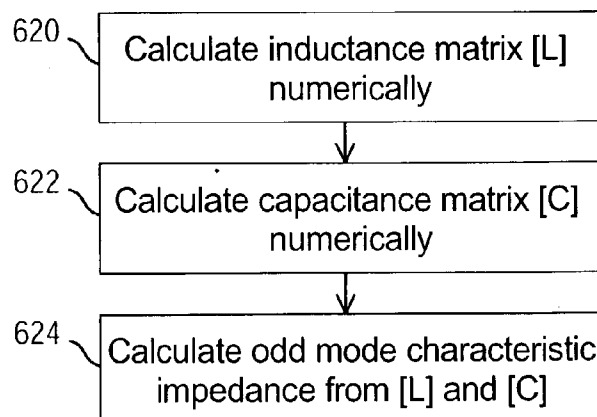 620
Calculate inductance matrix [L]
numerically
622
Calculate capacitance matrix [C]
numerically
624
Calculate odd mode characteristic
impedance from [L] and [C]